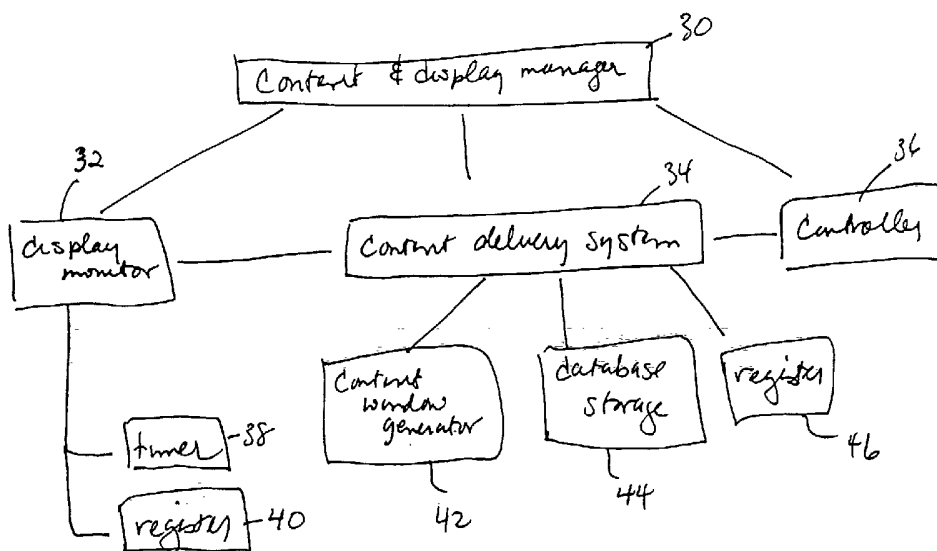 30
Content & display manager
32
34
36
display
monitor
Content delivery system
Controller
Content
window
generator
database
storage
register
timer
38
register
40
42
44
46